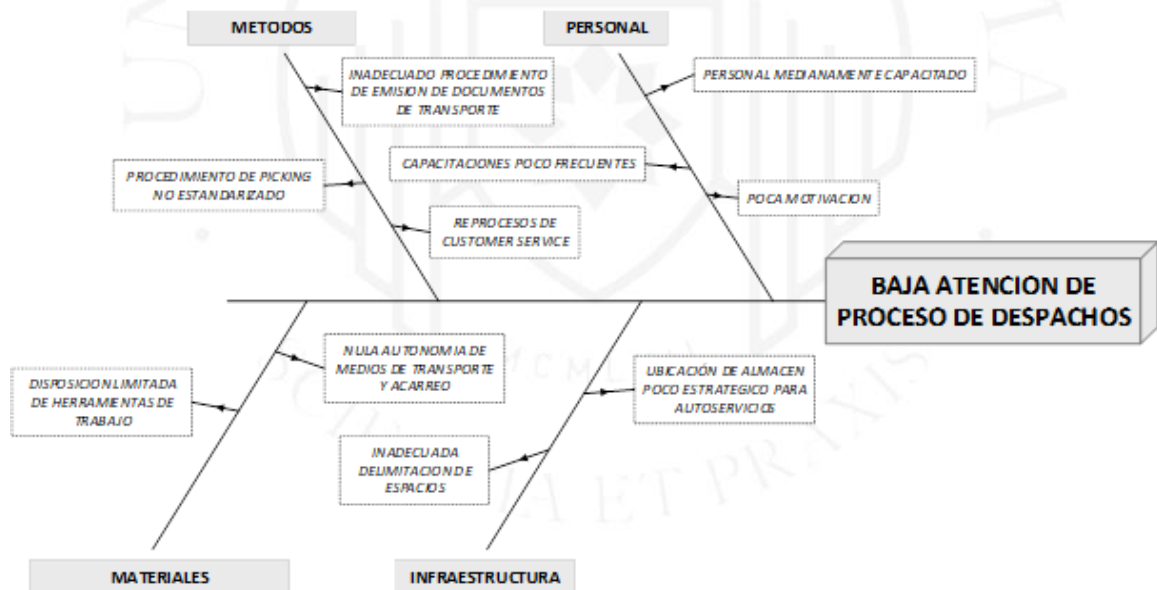 METODOS
PERSONAL
INADECUADO PROCEDIMIENTO
DE EMISION DE DOCUMENTOS
DE TRANSPORTE
PERSONAL MEDIANAMENTE CAPACITADO
CAPACITACIONES POCO FRECUENTES
PROCEDIMIENTO DE PICKING
NO ESTANDARIZADO
POCA MOTIVACION
REPROCESOS DE
CUSTOMER SERVICE
BAJA ATENCION DE
PROCESO DE DESPACHOS
NULA AUTONOMIA DE
MEDIOS DE TRANSPORTE
Y ACARREO
UBICACIÓN DE ALMACEN
POCO ESTRATEGICO PARA
AUTOSERVICIOS
DISPOSICION LIMITADA
DE HERRAMIENTAS DE
TRABAJO
INADECUADA
DELIMITACION DE
ESPACIOS
MATERIALES
INFRAESTRUCTURA
ET PRAXIS